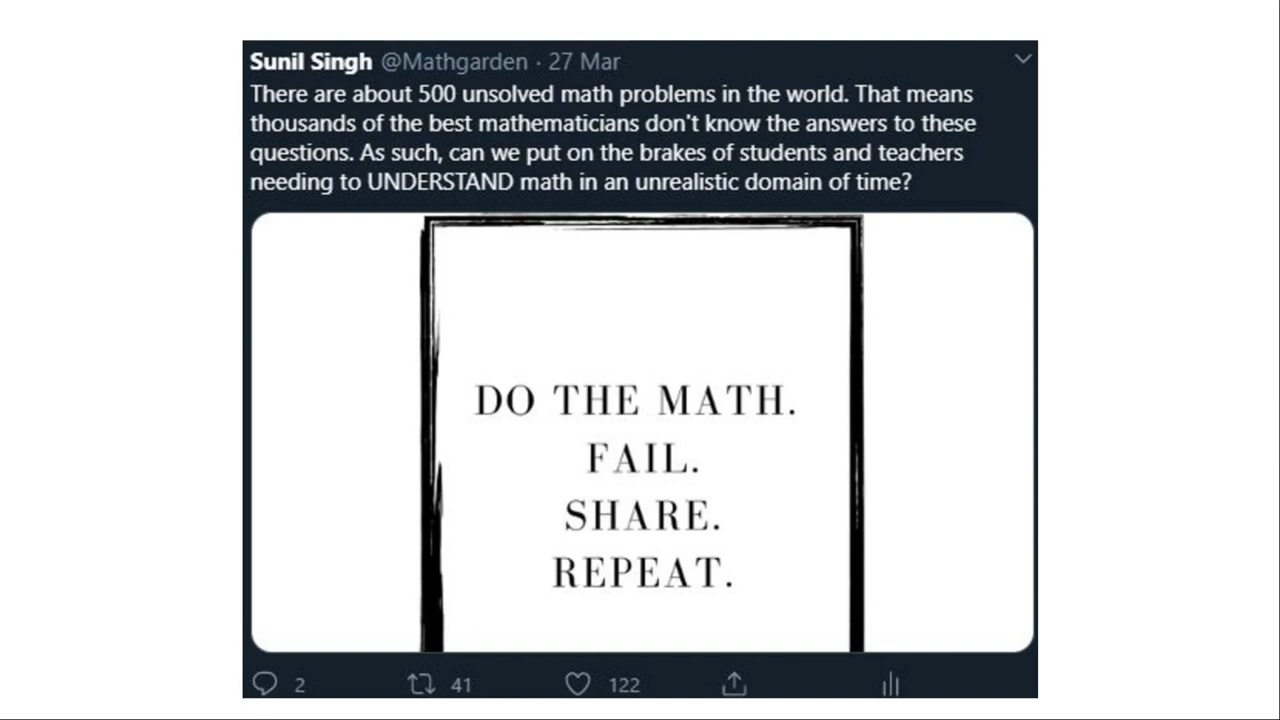 Sunil Singh @Mathgarden · 27 Mar
There are about 500 unsolved math problems in the world. That means
thousands of the best mathematicians don't know the answers to these
questions. As such, can we put on the brakes of students and teachers
needing to UNDERSTAND math in an unrealistic domain of time?
DO THE MATH.
FAIL.
SHARE.
REPEAT.
2 41 122